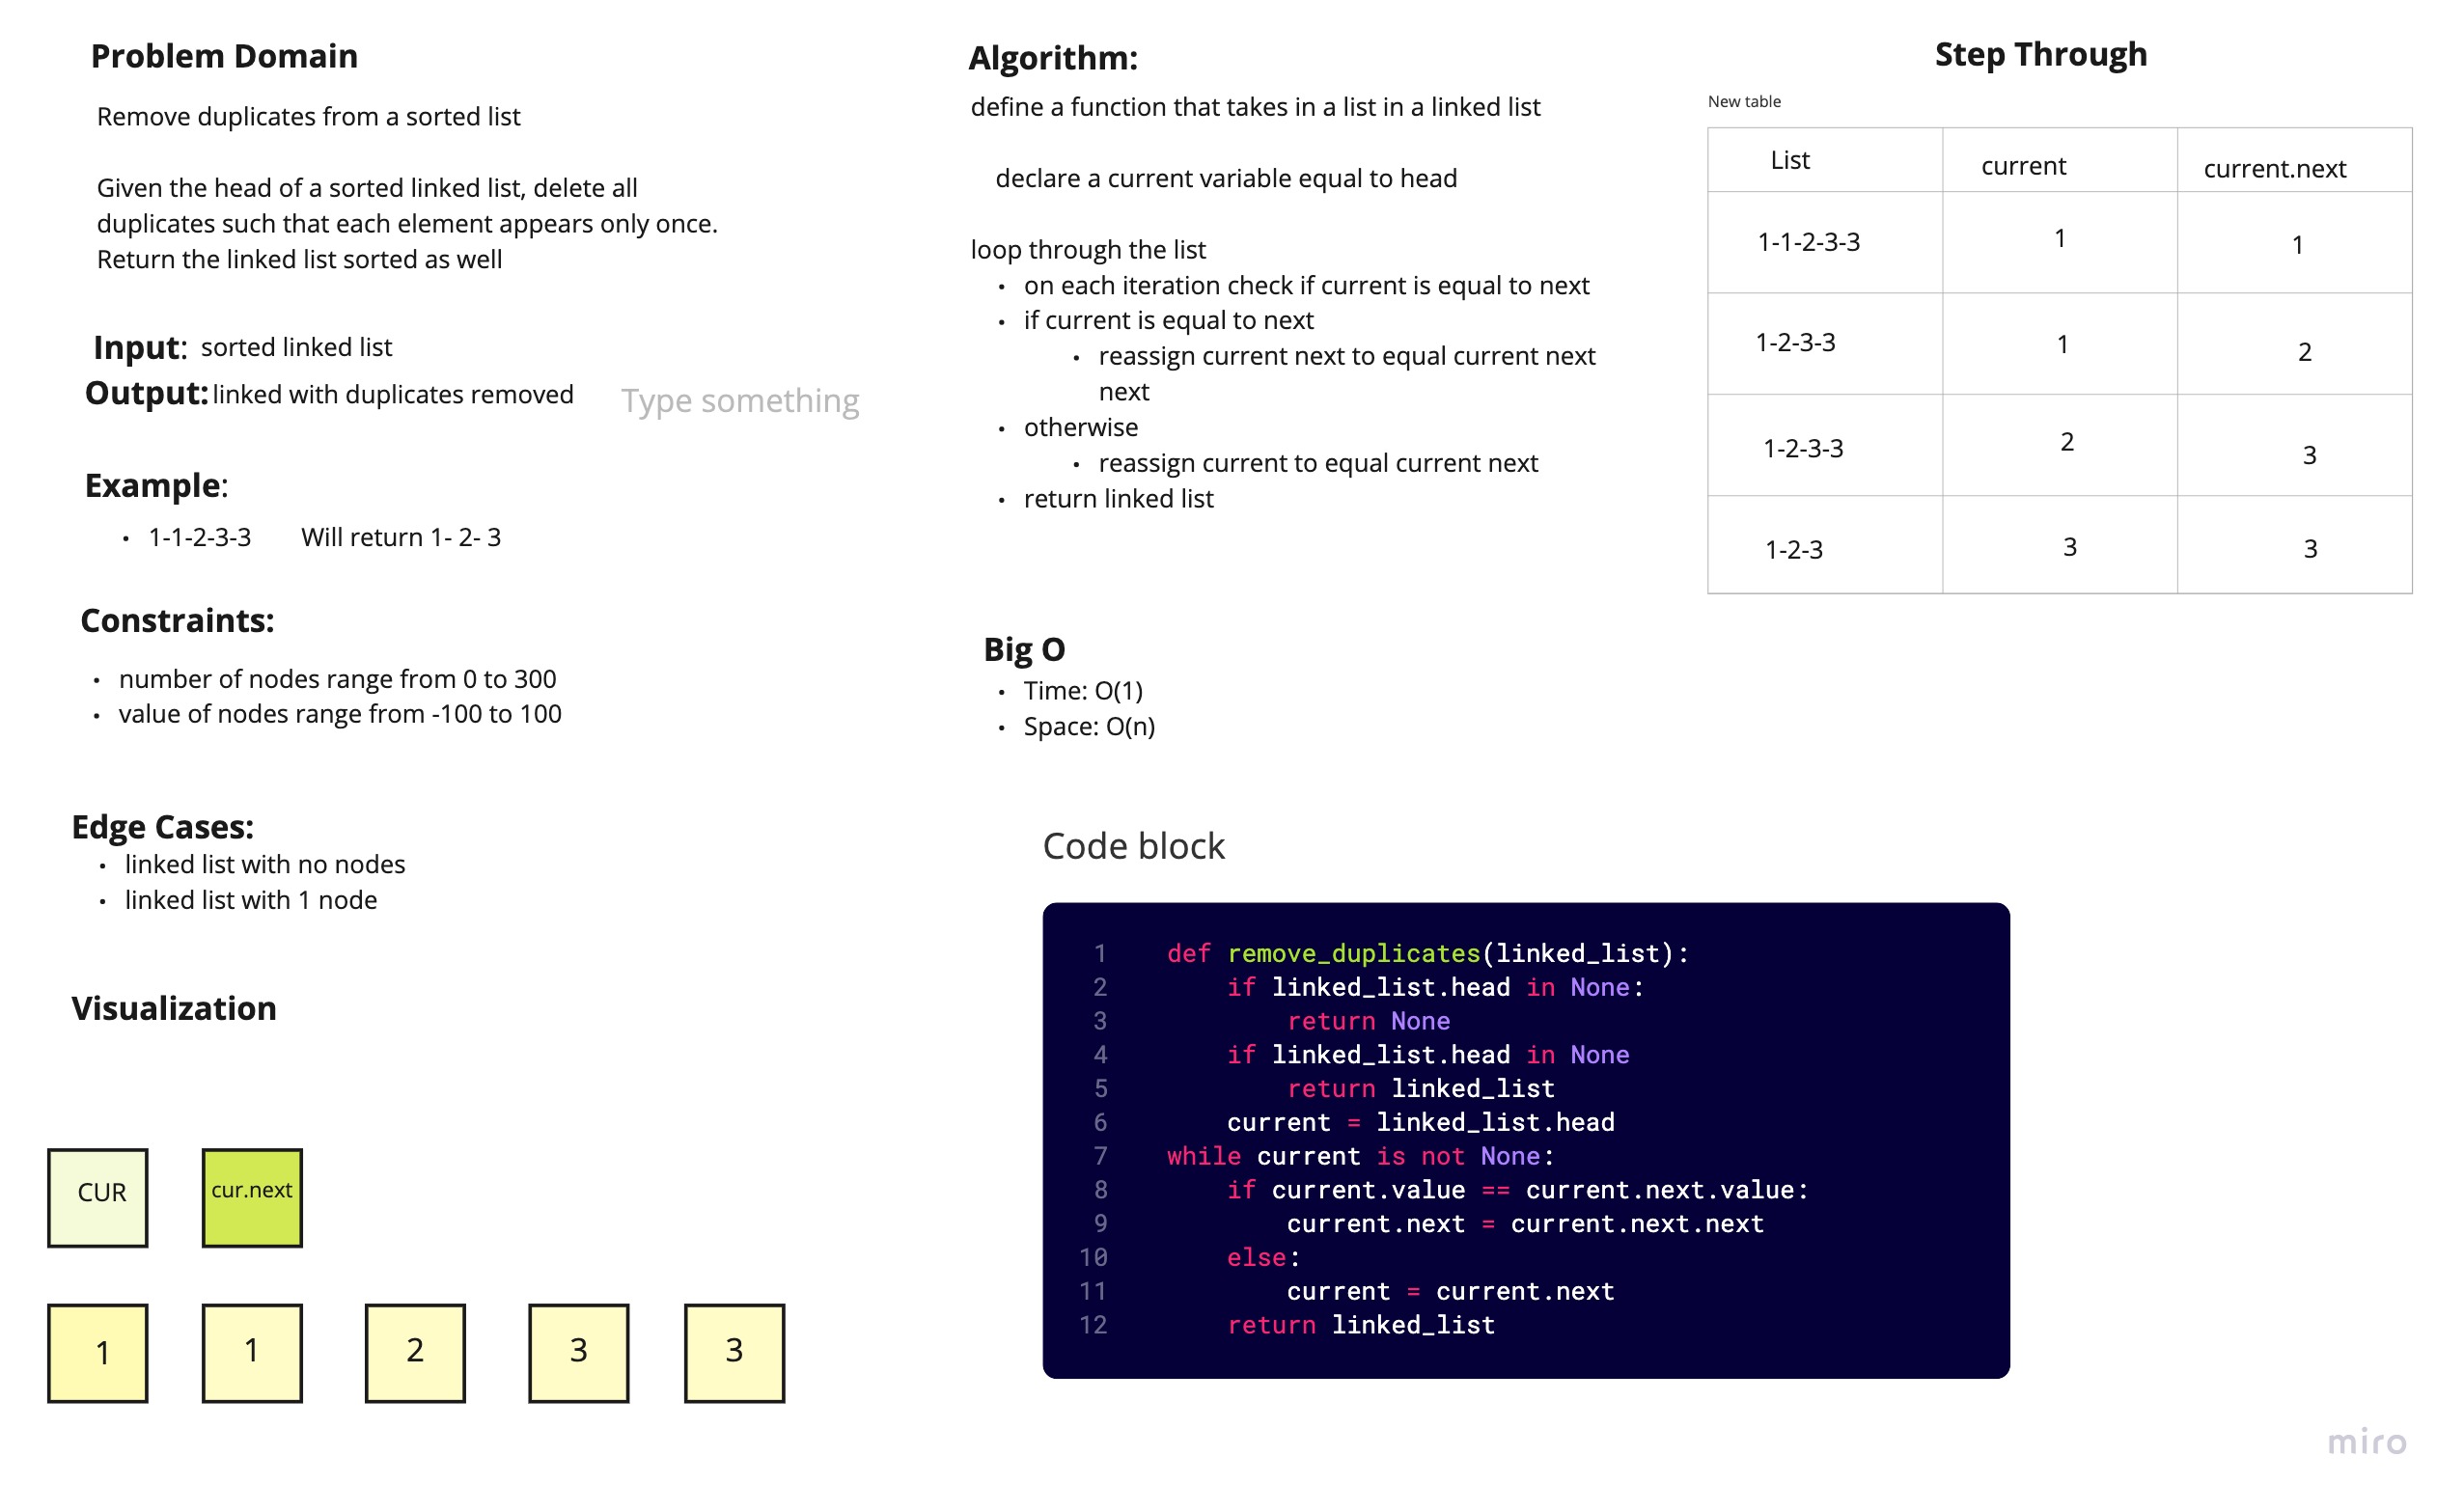 Problem Domain
Remove duplicates from a sorted list
Given the head of a sorted linked list, delete all
duplicates such that each element appears only once.
Return the linked list sorted as well
Input: sorted linked list
Output: linked with duplicates removed
Type something
Example:
• 1-1-2-3-3 Will return 1- 2- 3
Constraints:
• number of nodes range from 0 to 300
• value of nodes range from -100 to 100
Edge Cases:
• linked list with no nodes
• linked list with 1 node
Visualization
CUR cur.next
1 1 2 3 3
Algorithm:
define a function that takes in a list in a linked list
declare a current variable equal to head
loop through the list
• on each iteration check if current is equal to next
• if current is equal to next
• reassign current next to equal current next
next
• otherwise
• reassign current to equal current next
• return linked list
Big O
• Time: O(1)
• Space: O(n)
Step Through
New table
List current current.next
1-1-2-3-3 1 1
1-2-3-3 1 2
1-2-3-3 2 3
1-2-3 3 3
Code block
1 def remove_duplicates(linked_list):
2     if linked_list.head in None:
3         return None
4     if linked_list.head in None
5         return linked_list
6     current = linked_list.head
7 while current is not None:
8     if current.value == current.next.value:
9         current.next = current.next.next
10     else:
11         current = current.next
12     return linked_list
miro